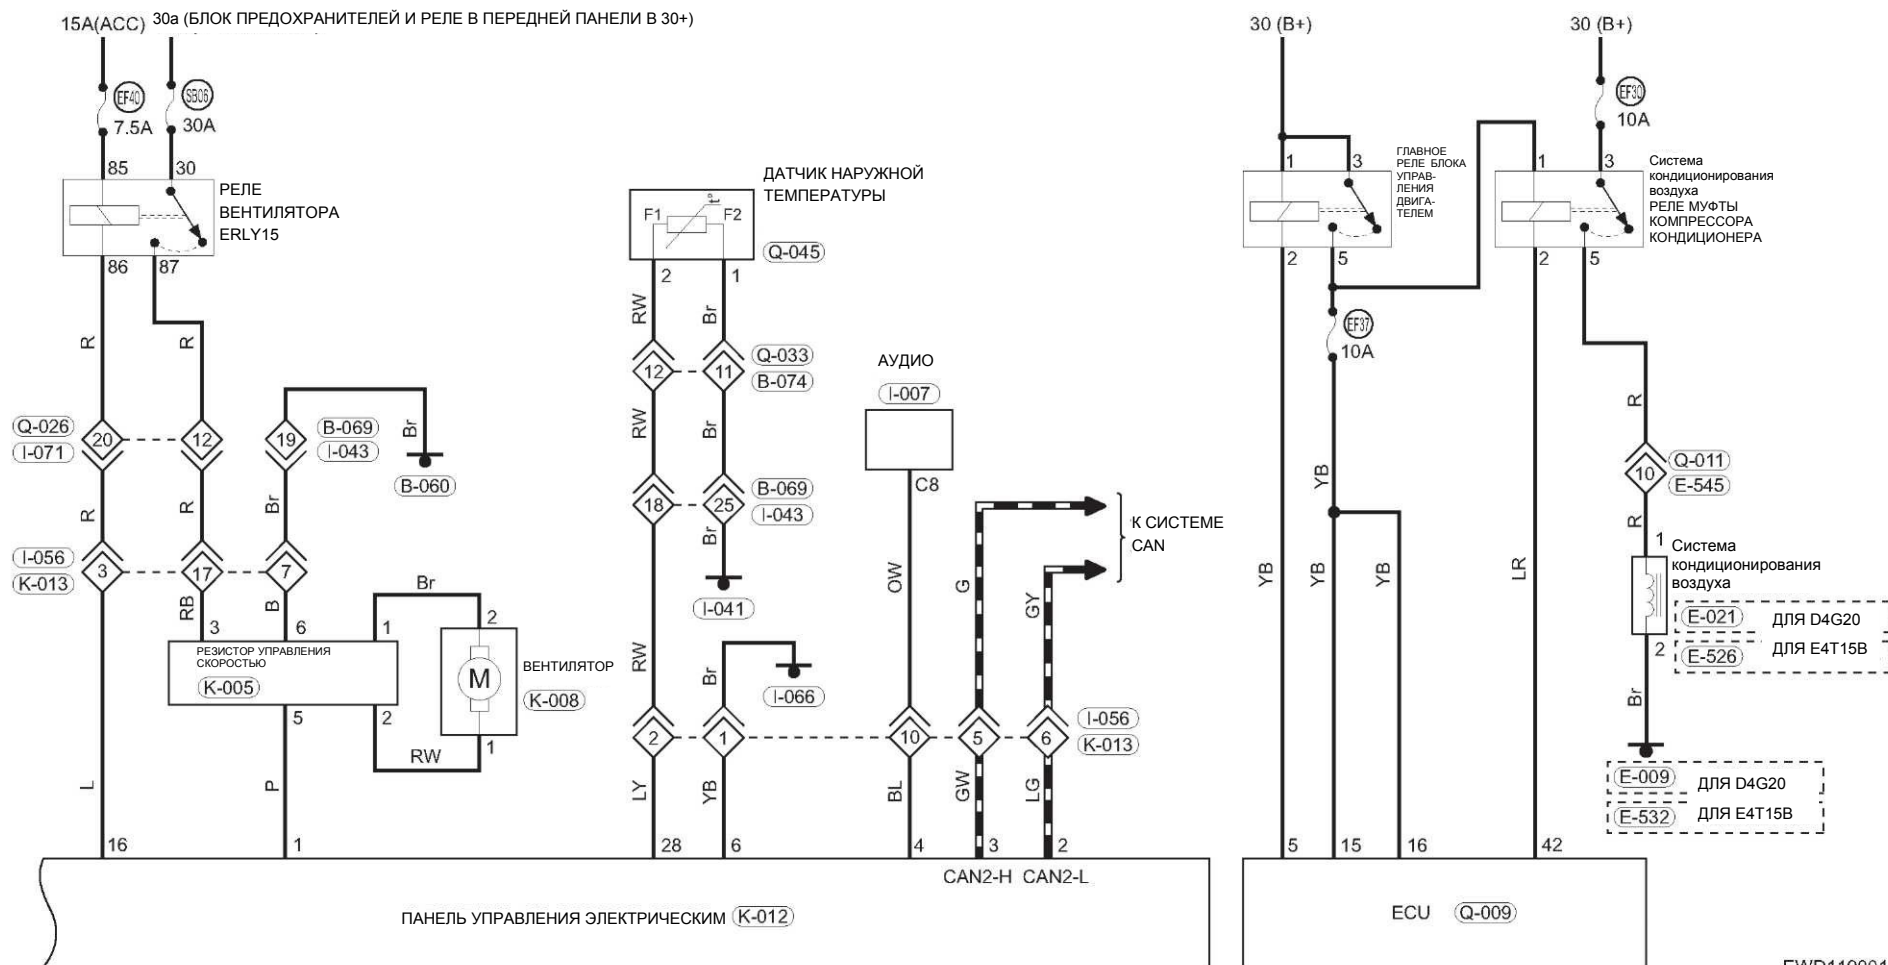 15A(ACC) 30a (БЛОК ПРЕДОХРАНИТЕЛЕЙ И РЕЛЕ В ПЕРЕДНЕЙ ПАНЕЛИ В 30+)
30 (B+)
30 (B+)
EF40
7.5A
SB06
30A
EF30
10A
85
30
РЕЛЕ
ВЕНТИЛЯТОРА
ERLY15
86
87
ДАТЧИК НАРУЖНОЙ
ТЕМПЕРАТУРЫ
F1
t°
F2
Q-045
2
1
1
3
ГЛАВНОЕ
РЕЛЕ БЛОКА
УПРАВ-
ЛЕНИЯ
ДВИГА-
ТЕЛЕМ
2
5
1
3
Система
кондиционирования
воздуха
РЕЛЕ МУФТЫ
КОМПРЕССОРА
КОНДИЦИОНЕРА
2
5
EF37
10A
R
R
RW
Br
12
11
Q-033
B-074
АУДИО
I-007
C8
Q-026
I-071
20
12
19
B-069
I-043
Br
B-060
RW
Br
18
25
B-069
I-043
Br
I-041
R
Q-011
E-545
10
R
YB
К СИСТЕМЕ
CAN
R
R
Br
I-056
K-013
3
17
7
RB
B
Br
3
6
1
2
РЕЗИСТОР УПРАВЛЕНИЯ
СКОРОСТЬЮ
K-005
M
ВЕНТИЛЯТОР
K-008
5
2
1
RW
OW
G
GY
YB
YB
YB
LR
1
Система
кондиционирования
воздуха
E-021 ДЛЯ D4G20
E-526 ДЛЯ E4T15B
2
Br
E-009 ДЛЯ D4G20
E-532 ДЛЯ E4T15B
RW
Br
I-066
2
1
10
5
6
I-056
K-013
L
P
LY
YB
BL
GW
LG
16
1
28
6
4
3
2
5
15
16
42
CAN2-H CAN2-L
ПАНЕЛЬ УПРАВЛЕНИЯ ЭЛЕКТРИЧЕСКИМ K-012
ECU Q-009